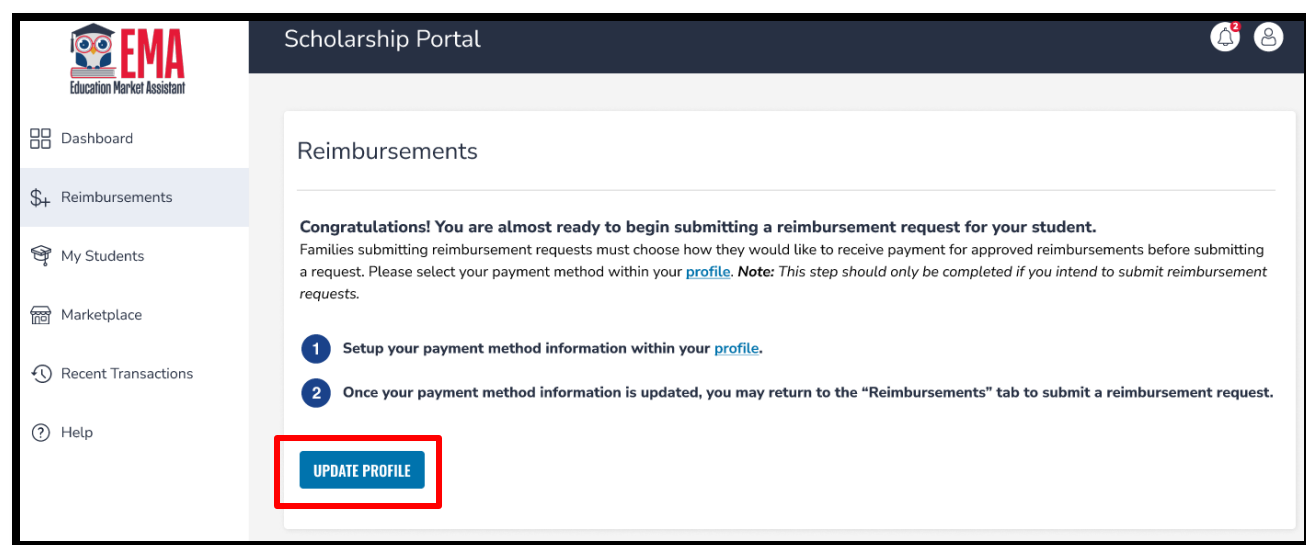 EMA
Education Market Assistant
Scholarship Portal
2
Dashboard
Reimbursements
My Students
Marketplace
Recent Transactions
Help
Reimbursements
Congratulations! You are almost ready to begin submitting a reimbursement request for your student.
Families submitting reimbursement requests must choose how they would like to receive payment for approved reimbursements before submitting
a request. Please select your payment method within your profile. Note: This step should only be completed if you intend to submit reimbursement
requests.
1 Setup your payment method information within your profile.
2 Once your payment method information is updated, you may return to the “Reimbursements” tab to submit a reimbursement request.
UPDATE PROFILE